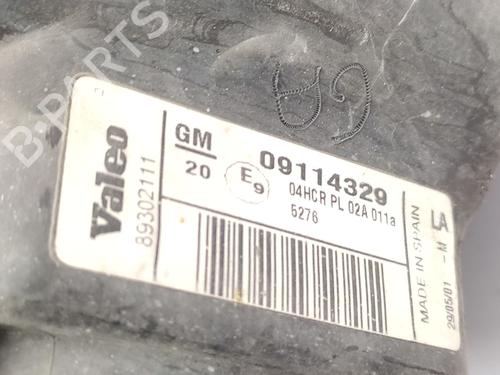 B-PARTS
Valeo
89302111
GM
20
E9
09114329
04HCR PL 02A 011a
5276
LA
MADE IN SPAIN
29/05/01 -M